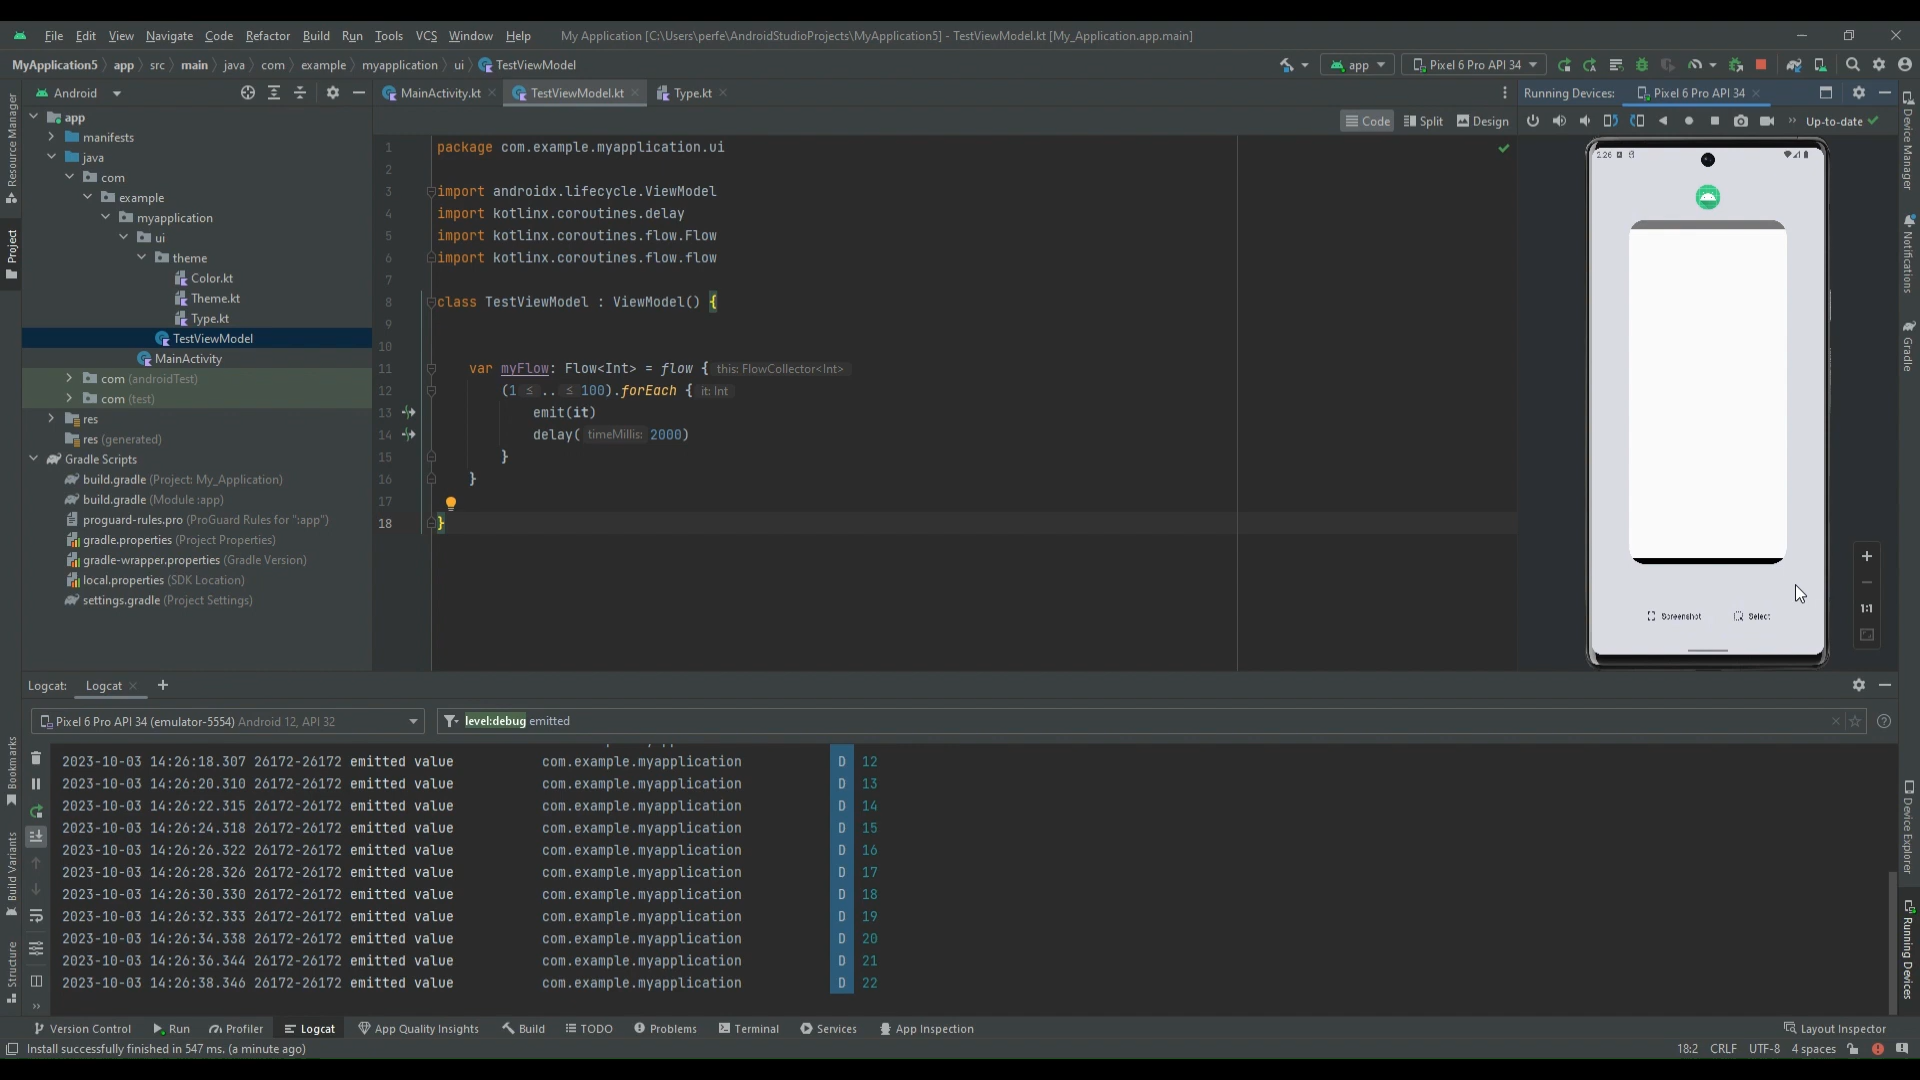 File Edit View Navigate Code Refactor Build Run Tools VCS Window Help My Application [C:\Users\perfe\AndroidStudioProjects\MyApplication5] - TestViewModel.kt [My_Application.app.main]
MyApplication5 app src main java com example myapplication ui TestViewModel app Pixel 6 Pro API 34
Android MainActivity.kt TestViewModel.kt Type.kt Running Devices: Pixel 6 Pro API 34
Code Split Design Up-to-date
Resource Manager
Project
Bookmarks
Build Variants
Structure
app
manifests
java
com
example
myapplication
ui
theme
Color.kt
Theme.kt
Type.kt
TestViewModel
MainActivity
com (androidTest)
com (test)
res
res (generated)
Gradle Scripts
build.gradle (Project: My_Application)
build.gradle (Module :app)
proguard-rules.pro (ProGuard Rules for ":app")
gradle.properties (Project Properties)
gradle-wrapper.properties (Gradle Version)
local.properties (SDK Location)
settings.gradle (Project Settings)
1 package com.example.myapplication.ui
2
3 import androidx.lifecycle.ViewModel
4 import kotlinx.coroutines.delay
5 import kotlinx.coroutines.flow.Flow
6 import kotlinx.coroutines.flow.flow
7
8 class TestViewModel : ViewModel() {
9
10
11 var myFlow: Flow<Int> = flow { this: FlowCollector<Int>
12 (1 ≤ .. ≤ 100).forEach { it: Int
13 emit(it)
14 delay( timeMillis: 2000)
15 }
16 }
17
18 }
2:26
Screenshot Select
1:1
Device Manager
Notifications
Gradle
Device Explorer
Running Devices
Logcat: Logcat
Pixel 6 Pro API 34 (emulator-5554) Android 12, API 32 level:debug emitted
2023-10-03 14:26:18.307 26172-26172 emitted value com.example.myapplication D 12
2023-10-03 14:26:20.310 26172-26172 emitted value com.example.myapplication D 13
2023-10-03 14:26:22.315 26172-26172 emitted value com.example.myapplication D 14
2023-10-03 14:26:24.318 26172-26172 emitted value com.example.myapplication D 15
2023-10-03 14:26:26.322 26172-26172 emitted value com.example.myapplication D 16
2023-10-03 14:26:28.326 26172-26172 emitted value com.example.myapplication D 17
2023-10-03 14:26:30.330 26172-26172 emitted value com.example.myapplication D 18
2023-10-03 14:26:32.333 26172-26172 emitted value com.example.myapplication D 19
2023-10-03 14:26:34.338 26172-26172 emitted value com.example.myapplication D 20
2023-10-03 14:26:36.344 26172-26172 emitted value com.example.myapplication D 21
2023-10-03 14:26:38.346 26172-26172 emitted value com.example.myapplication D 22
Version Control Run Profiler Logcat App Quality Insights Build TODO Problems Terminal Services App Inspection Layout Inspector
Install successfully finished in 547 ms. (a minute ago) 18:2 CRLF UTF-8 4 spaces